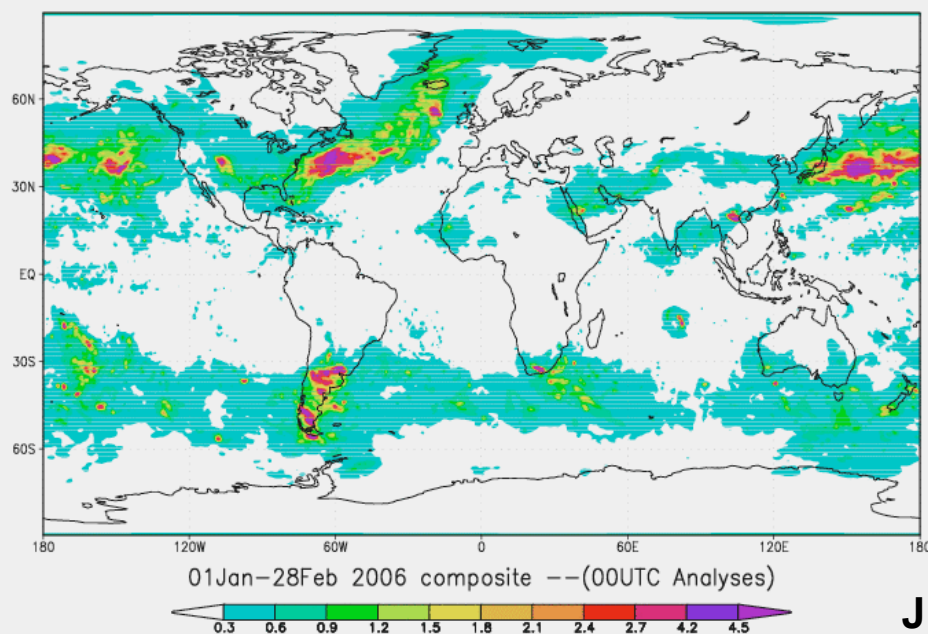 60N
30N
EQ
30S
60S
180 120W 60W 0 60E 120E 180
01Jan-28Feb 2006 composite --(00UTC Analyses)
0.3 0.6 0.9 1.2 1.5 1.8 2.1 2.4 2.7 4.2 4.5
J